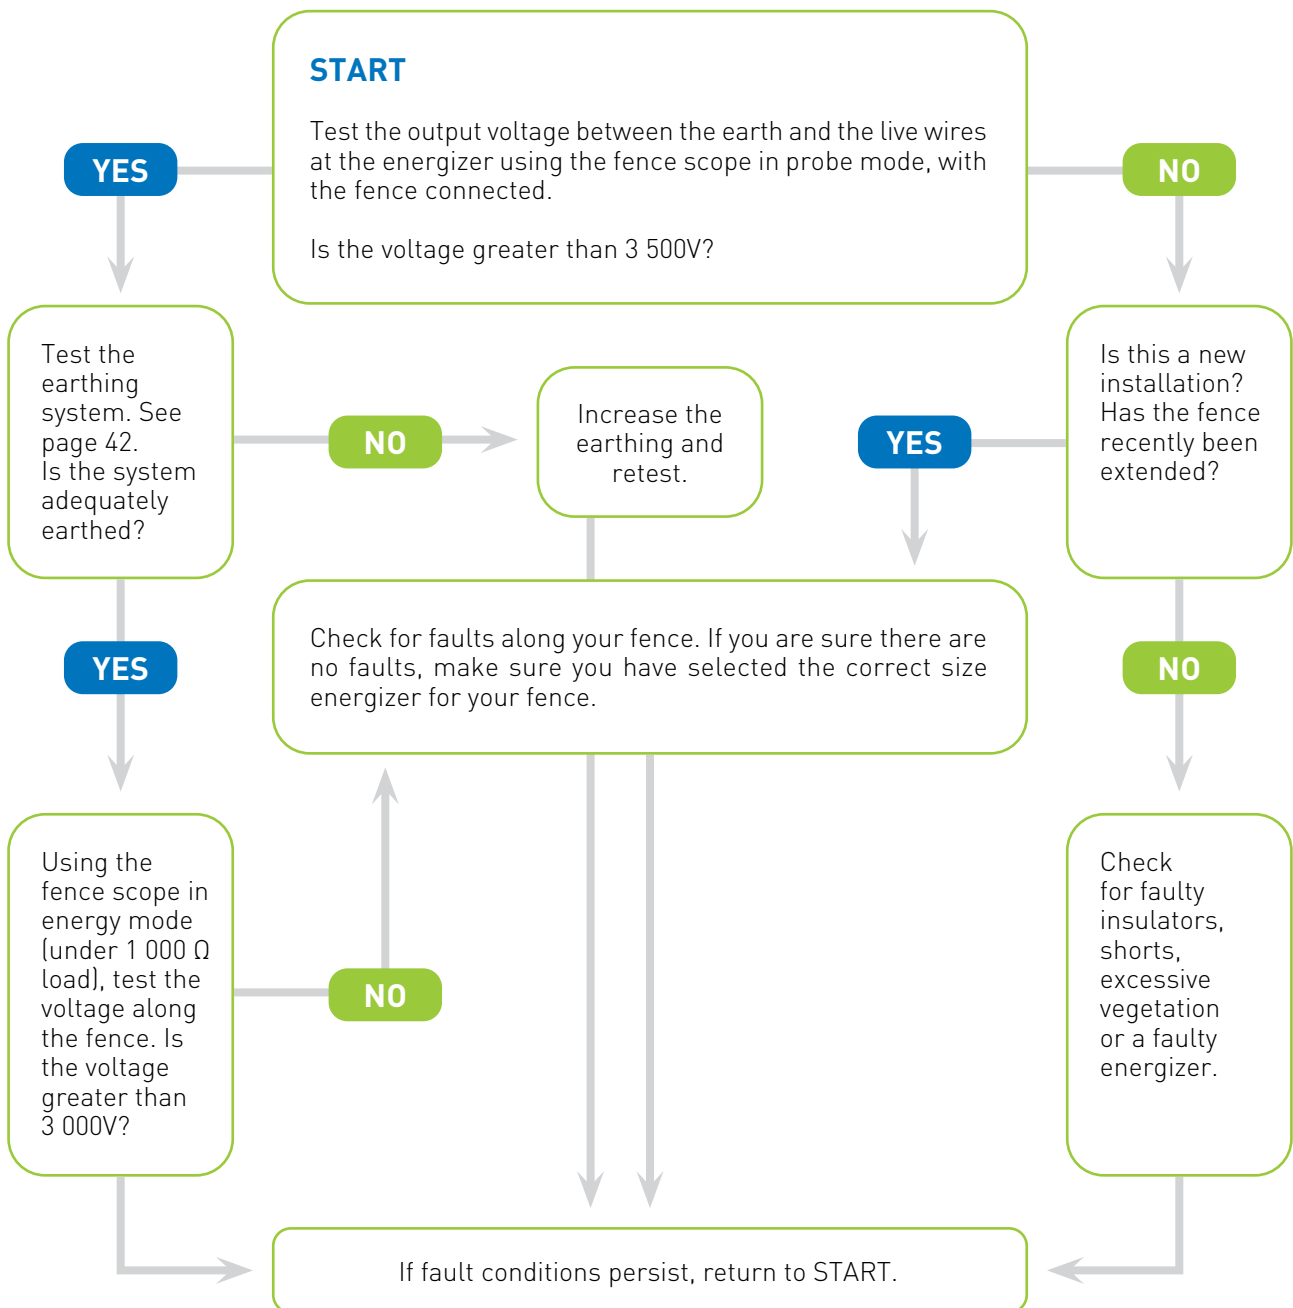 START
Test the output voltage between the earth and the live wires
at the energizer using the fence scope in probe mode, with
the fence connected.
Is the voltage greater than 3 500V?
YES
NO
Test the
earthing
system. See
page 42.
Is the system
adequately
earthed?
NO
Increase the
earthing and
retest.
YES
Is this a new
installation?
Has the fence
recently been
extended?
YES
Check for faults along your fence. If you are sure there are
no faults, make sure you have selected the correct size
energizer for your fence.
NO
Using the
fence scope in
energy mode
(under 1 000 Ω
load), test the
voltage along
the fence. Is
the voltage
greater than
3 000V?
NO
Check
for faulty
insulators,
shorts,
excessive
vegetation
or a faulty
energizer.
If fault conditions persist, return to START.